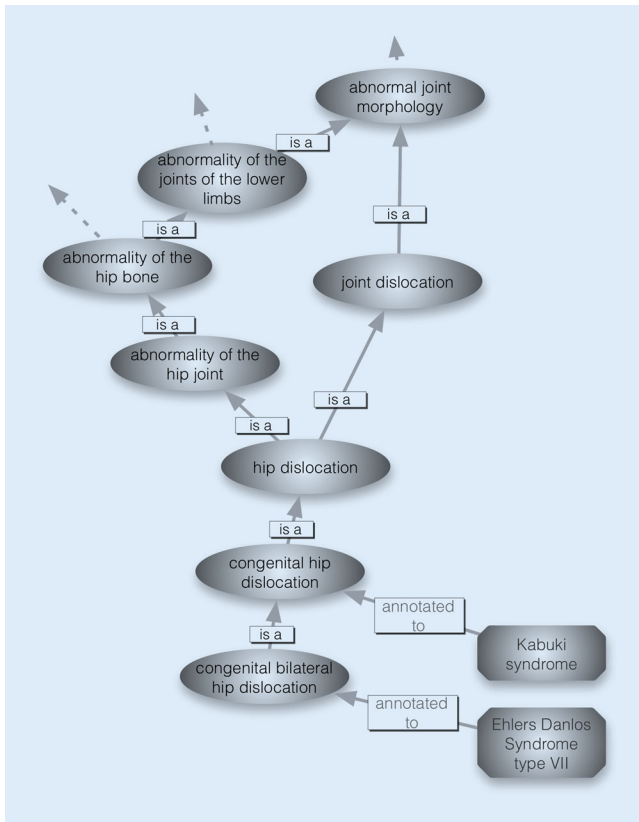 abnormal joint
morphology
is a
abnormality of the
joints of the lower
limbs
is a
is a
abnormality of the
hip bone
joint dislocation
is a
abnormality of the
hip joint
is a
is a
hip dislocation
is a
congenital hip
dislocation
annotated
to
is a
Kabuki
syndrome
congenital bilateral
hip dislocation
annotated
to
Ehlers Danlos
Syndrome
type VII